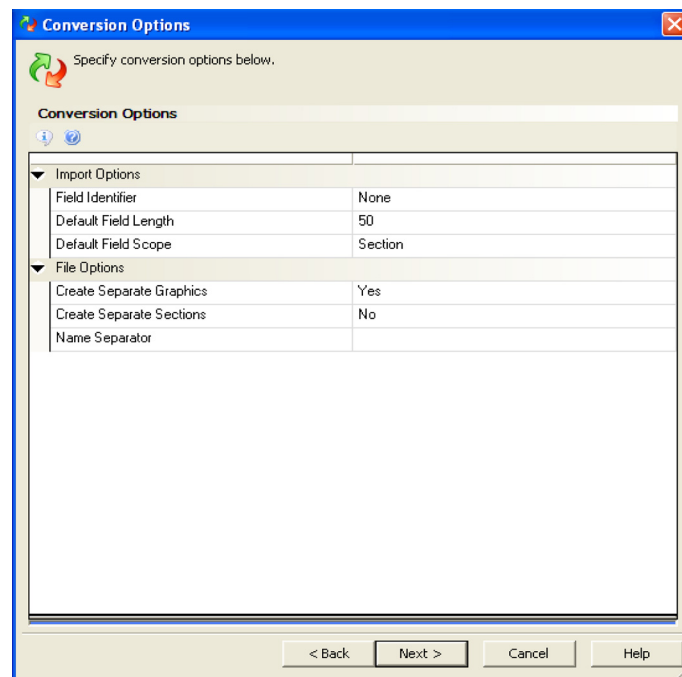 Conversion Options
Specify conversion options below.
Conversion Options
Import Options
Field Identifier None
Default Field Length 50
Default Field Scope Section
File Options
Create Separate Graphics Yes
Create Separate Sections No
Name Separator
< Back Next > Cancel Help